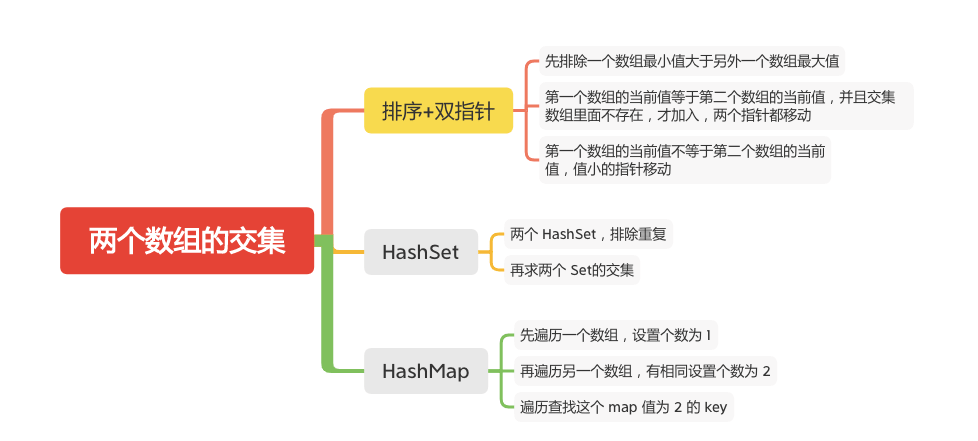 两个数组的交集
排序+双指针
先排除一个数组最小值大于另外一个数组最大值
第一个数组的当前值等于第二个数组的当前值，并且交集
数组里面不存在，才加入，两个指针都移动
第一个数组的当前值不等于第二个数组的当前
值，值小的指针移动
HashSet
两个 HashSet，排除重复
再求两个 Set的交集
HashMap
先遍历一个数组，设置个数为 1
再遍历另一个数组，有相同设置个数为 2
遍历查找这个 map 值为 2 的 key